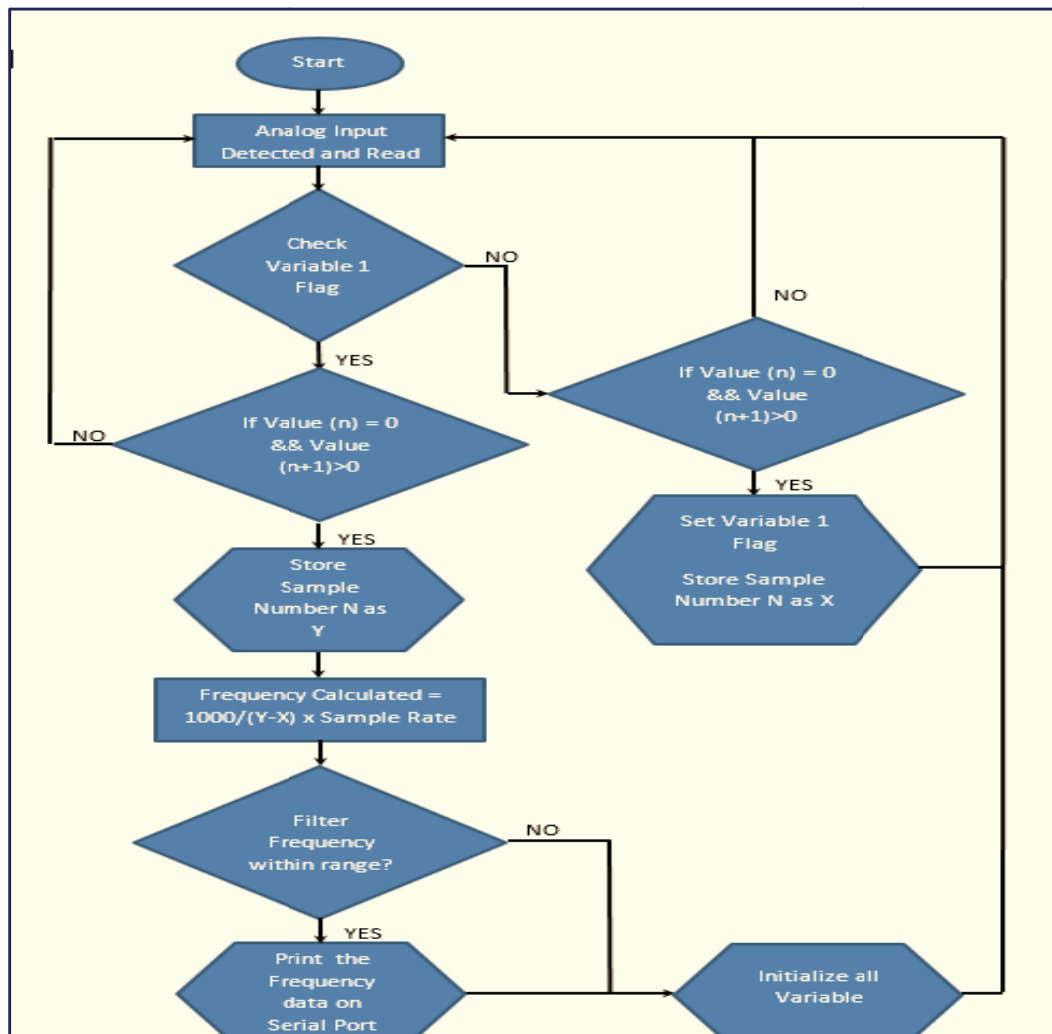 Start
Analog Input
Detected and Read
Check
Variable 1
Flag
NO
YES
If Value (n) = 0
&& Value
(n+1)>0
NO
YES
NO
If Value (n) = 0
&& Value
(n+1)>0
YES
Set Variable 1
Flag
Store Sample
Number N as X
Store
Sample
Number N as
Y
Frequency Calculated =
1000/(Y-X) x Sample Rate
Filter
Frequency
within range?
NO
YES
Print the
Frequency
data on
Serial Port
Initialize all
Variable